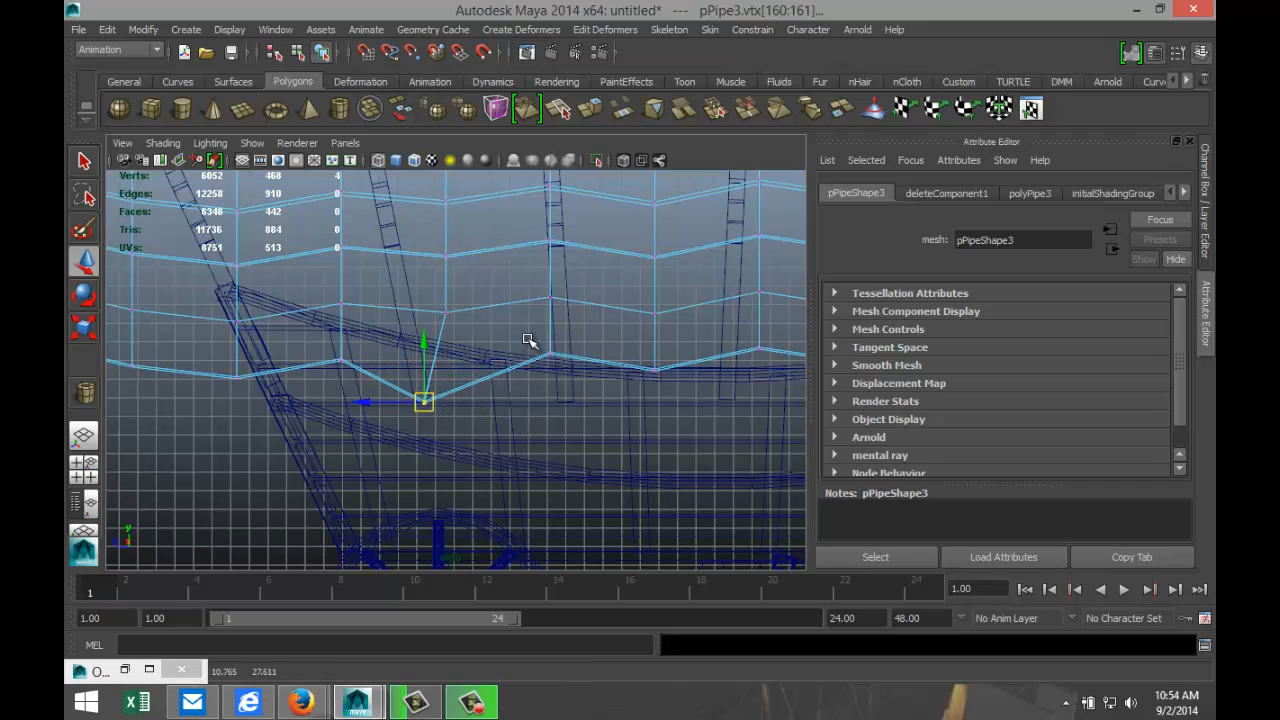 Autodesk Maya 2014 x64: untitled* --- pPipe3.vtx[160:161]...
File Edit Modify Create Display Window Assets Animate Geometry Cache Create Deformers Edit Deformers Skeleton Skin Constrain Character Arnold Help
Animation
General Curves Surfaces Polygons Deformation Animation Dynamics Rendering PaintEffects Toon Muscle Fluids Fur nHair nCloth Custom TURTLE DMM Arnold Curv
View Shading Lighting Show Renderer Panels
Verts: 6052 468 4
Edges: 12258 910 0
Faces: 6348 442 0
Tris: 11736 884 0
UVs: 8751 513 0
Attribute Editor
List Selected Focus Attributes Show Help
pPipeShape3 deleteComponent1 polyPipe3 initialShadingGroup
Focus
mesh: pPipeShape3 Presets
Show Hide
Tessellation Attributes
Mesh Component Display
Mesh Controls
Tangent Space
Smooth Mesh
Displacement Map
Render Stats
Object Display
Arnold
mental ray
Node Behavior
Notes: pPipeShape3
Select Load Attributes Copy Tab
Channel Box / Layer Editor
Attribute Editor
y
2 4 6 8 10 12 14 16 18 20 22 24
1 1.00
1.00 1.00 1 24 24.00 48.00 No Anim Layer No Character Set
MEL
O... 10.765 27.611
10:54 AM
9/2/2014